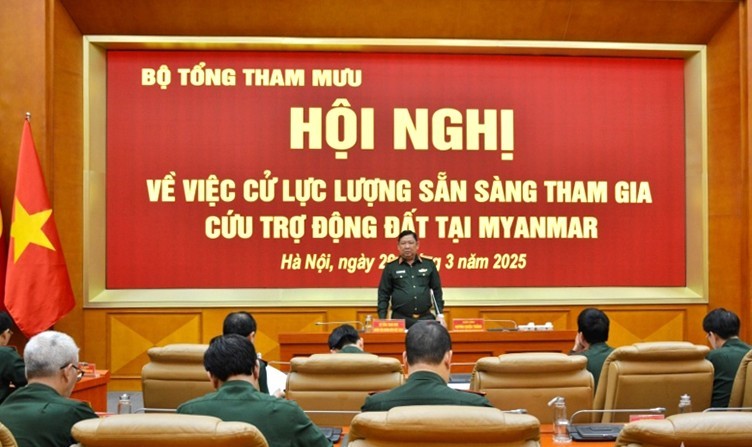 BỘ TỔNG THAM MƯU
HỘI NGHỊ
VỀ VIỆC CỬ LỰC LƯỢNG SẴN SÀNG THAM GIA
CỨU TRỢ ĐỘNG ĐẤT TẠI MYANMAR
Hà Nội, ngày 3 năm 2025